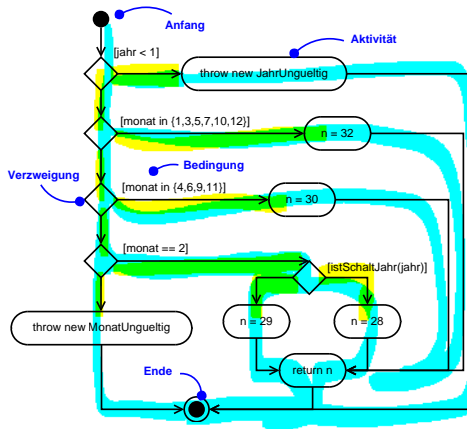 Anfang
[jahr < 1]
Aktivität
throw new JahrUngueltig
[monat in {1,3,5,7,10,12}]
n = 32
Bedingung
Verzweigung
[monat in {4,6,9,11}]
n = 30
[monat == 2]
[istSchaltJahr(jahr)]
throw new MonatUngueltig
n = 29
n = 28
Ende
return n